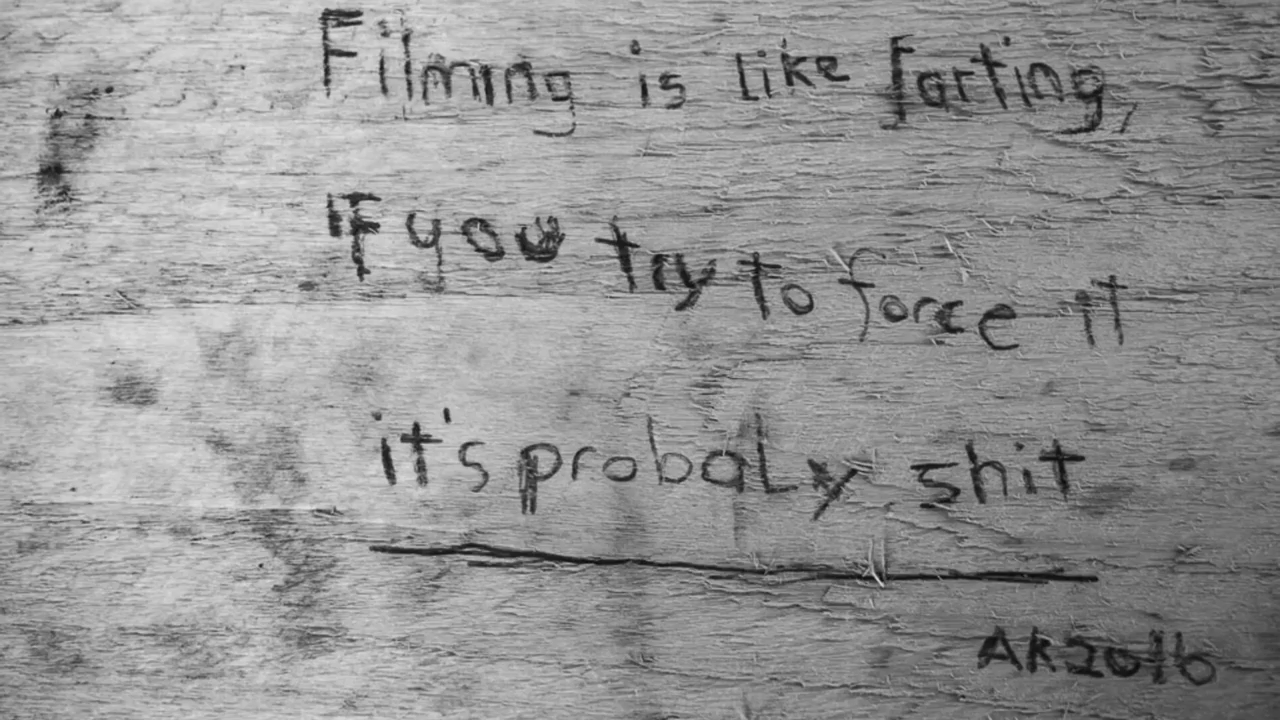 Filming is like farting,
IF you try to force it
it's probaly shit
AK2016